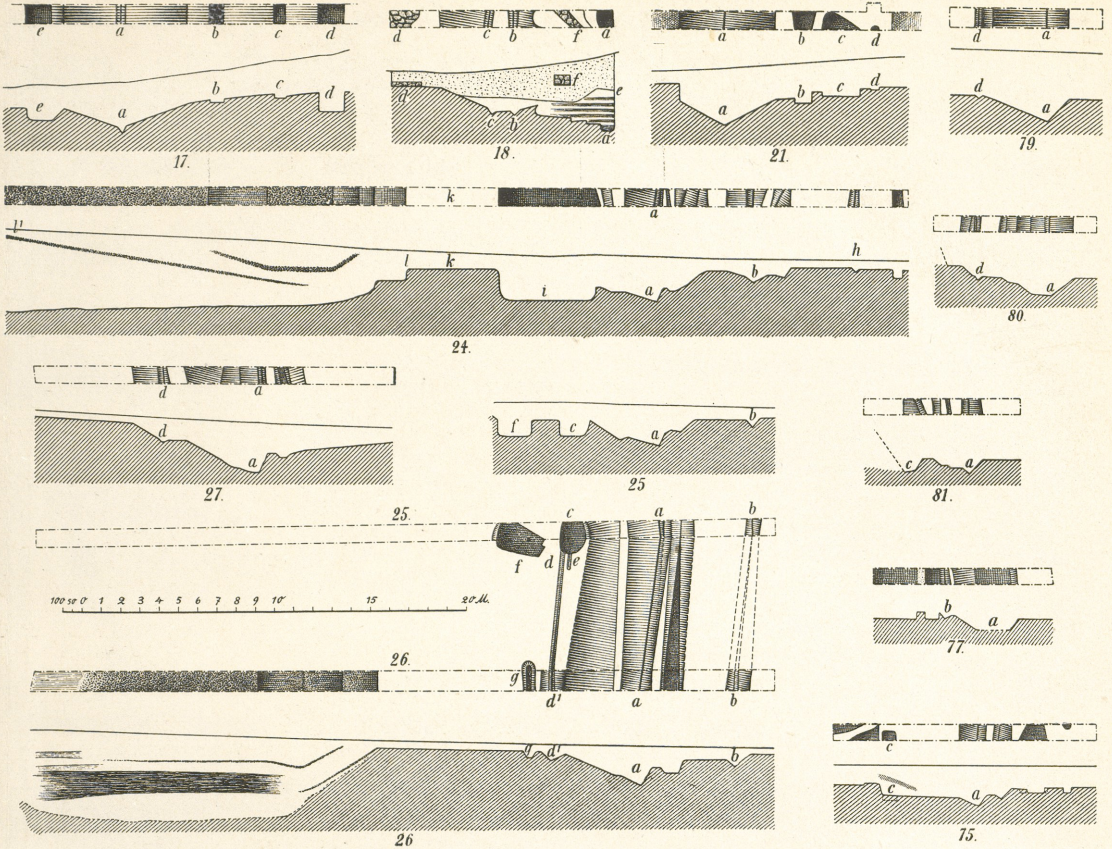 e a b c d
e a b c d
17.
d c b f a
d f e c b a
18.
a b c d
a b c d
21.
d a
d a
79.
k a
l¹ l k i a b h
24.
d a
80.
d a
d a
27.
f c a b
25
c a
81.
25. c a b
f d e
100 50 0 1 2 3 4 5 6 7 8 9 10 15 20 M.
26.
g d¹ a b
b a
77.
g d¹ a b
26
c
c a
75.